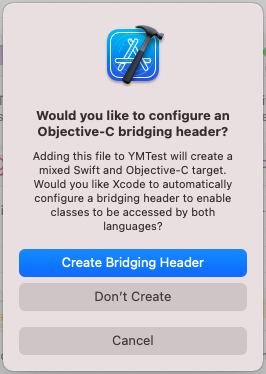 Would you like to configure an
Objective-C bridging header?
Adding this file to YMTest will create a
mixed Swift and Objective-C target.
Would you like Xcode to automatically
configure a bridging header to enable
classes to be accessed by both
languages?
Create Bridging Header
Don't Create
Cancel